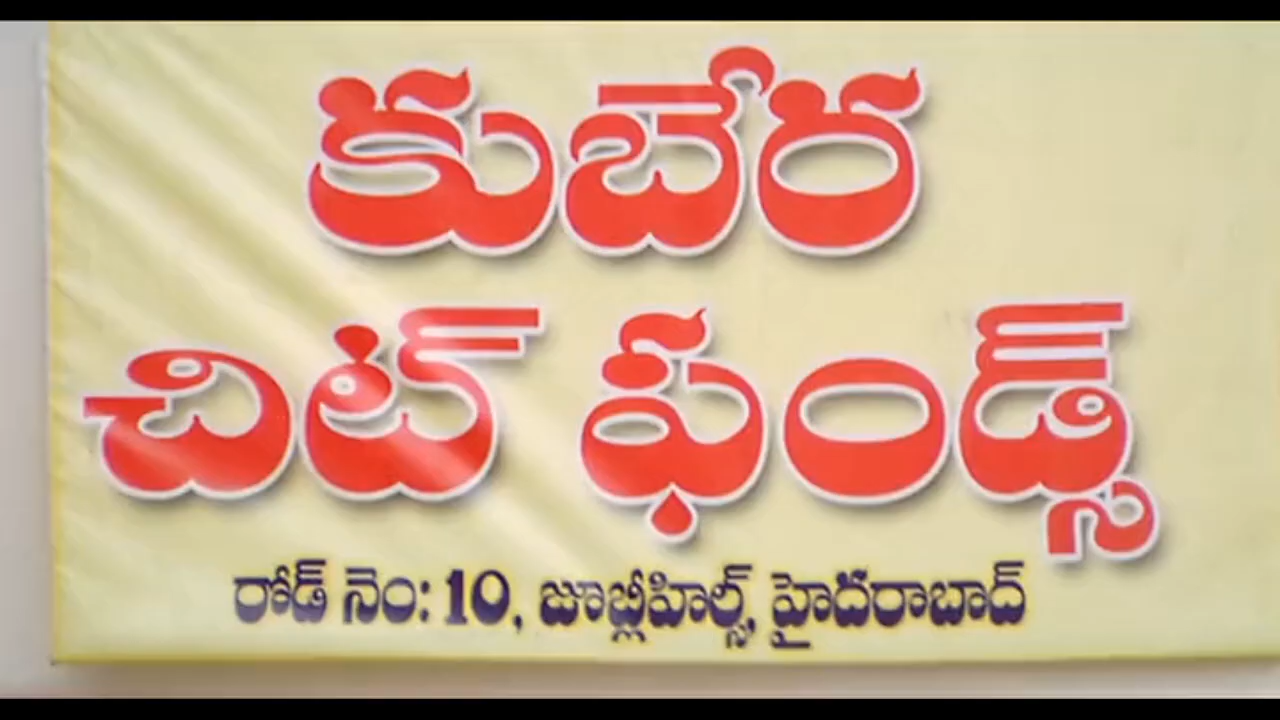 కుబేర
చిట్ ఫండ్స్
రోడ్ నెం: 10, జూబ్లీహిల్స్, హైదరాబాద్